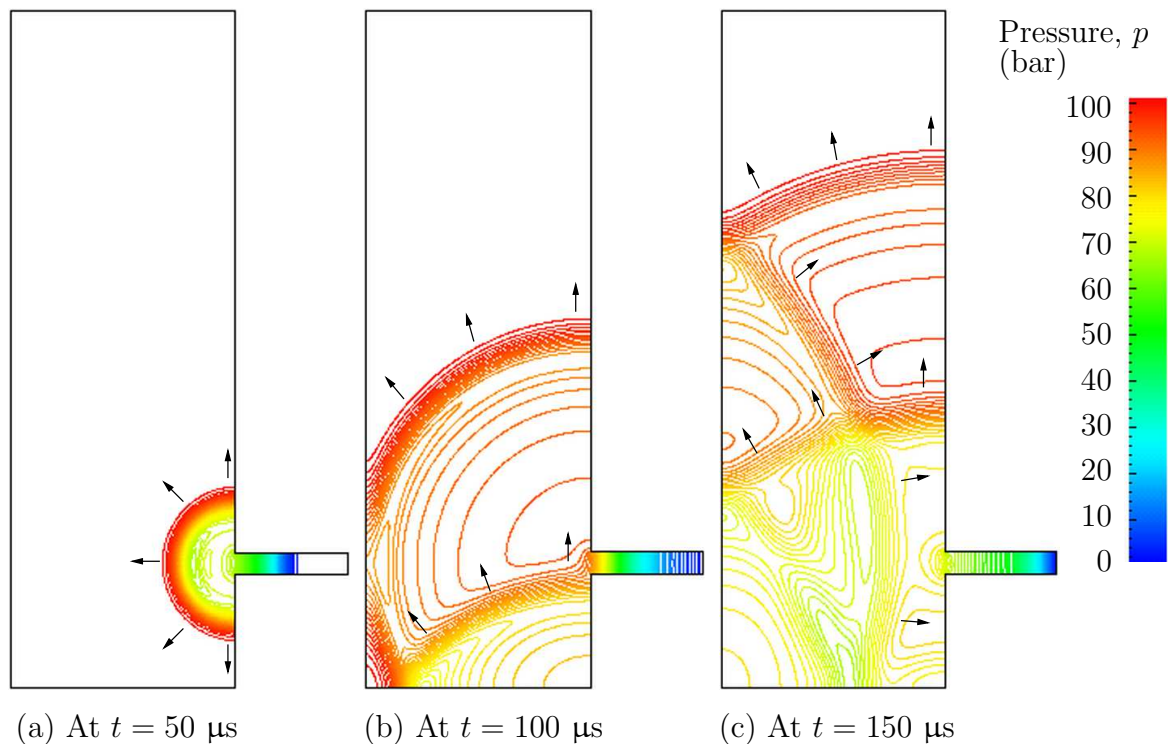 Pressure, p
(bar)
100
90
80
70
60
50
40
30
20
10
0
(a) At t = 50 µs
(b) At t = 100 µs
(c) At t = 150 µs